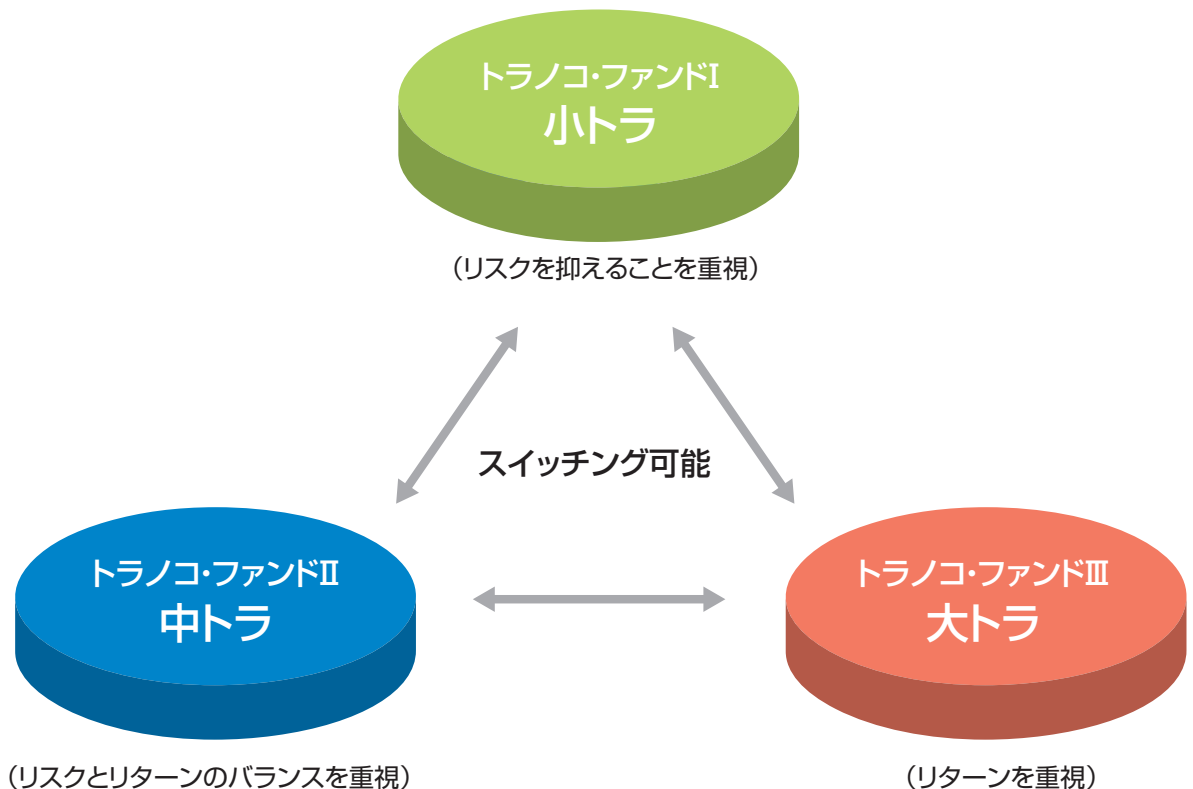 トラノコ・ファンドⅠ
小トラ
（リスクを抑えることを重視）
スイッチング可能
トラノコ・ファンドⅡ
中トラ
（リスクとリターンのバランスを重視）
トラノコ・ファンドⅢ
大トラ
（リターンを重視）